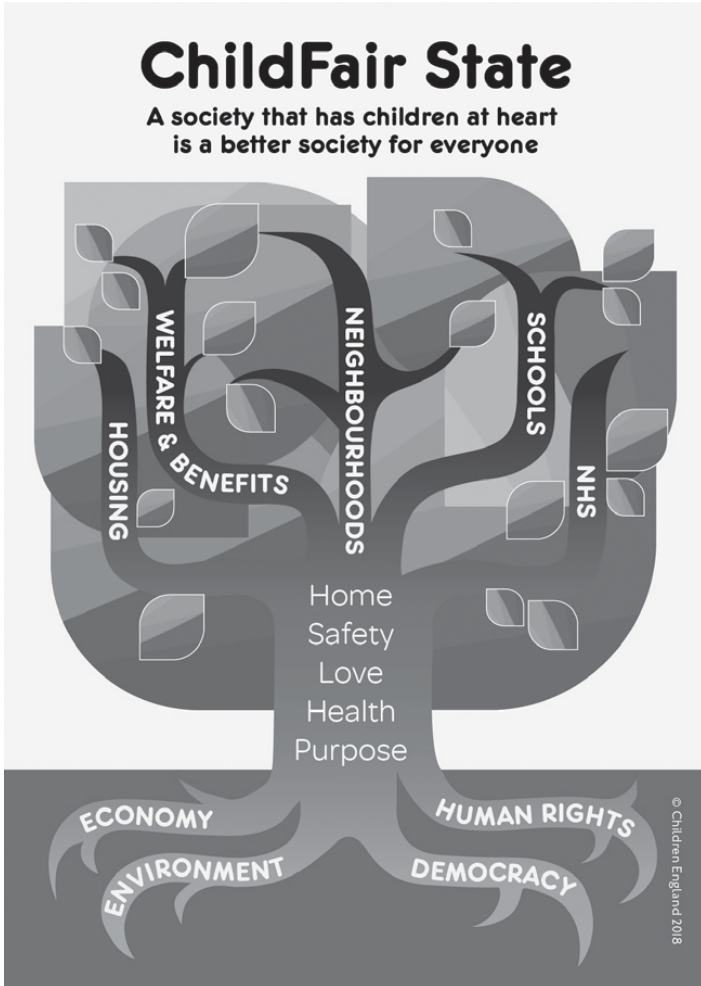 ChildFair State
A society that has children at heart
is a better society for everyone
HOUSING
WELFARE & BENEFITS
NEIGHBOURHOODS
SCHOOLS
NHS
Home
Safety
Love
Health
Purpose
ECONOMY
ENVIRONMENT
HUMAN RIGHTS
DEMOCRACY
© Children England 2018